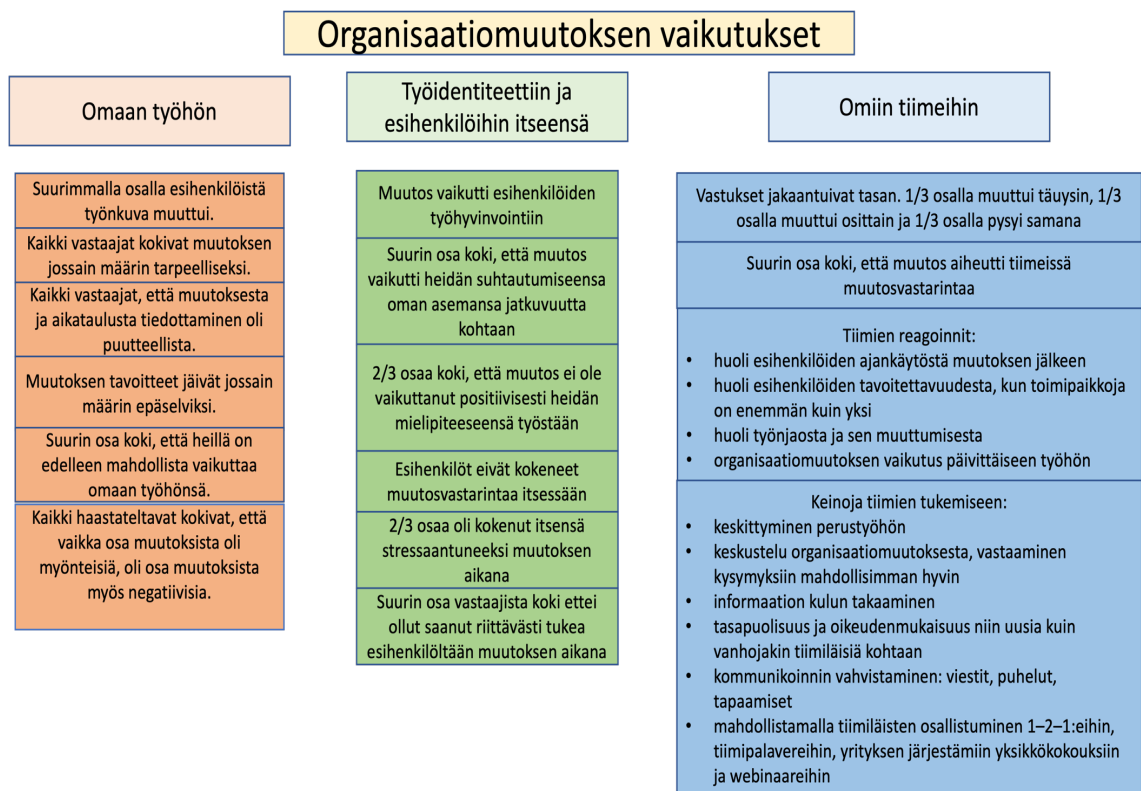 Organisaatiomuutoksen vaikutukset
Omaan työhön
Suurimmalla osalla esihenkilöistä
työnkuva muuttui.
Kaikki vastaajat kokivat muutoksen
jossain määrin tarpeelliseksi.
Kaikki vastaajat, että muutoksesta
ja aikataulusta tiedottaminen oli
puutteellista.
Muutoksen tavoitteet jäivät jossain
määrin epäselviksi.
Suurin osa koki, että heillä on
edelleen mahdollista vaikuttaa
omaan työhönsä.
Kaikki haastateltavat kokivat, että
vaikka osa muutoksista oli
myönteisiä, oli osa muutoksista
myös negatiivisia.
Työidentiteettiin ja
esihenkilöihin itseensä
Muutos vaikutti esihenkilöiden
työhyvinvointiin
Suurin osa koki, että muutos
vaikutti heidän suhtautumiseensa
oman asemansa jatkuvuutta
kohtaan
2/3 osaa koki, että muutos ei ole
vaikuttanut positiivisesti heidän
mielipiteeseensä työstään
Esihenkilöt eivät kokeneet
muutosvastarintaa itsessään
2/3 osaa oli kokenut itsensä
stressaantuneeksi muutoksen
aikana
Suurin osa vastaajista koki ettei
ollut saanut riittävästi tukea
esihenkilöltään muutoksen aikana
Omiin tiimeihin
Vastukset jakaantuivat tasan. 1/3 osalla muuttui täuysin, 1/3
osalla muuttui osittain ja 1/3 osalla pysyi samana
Suurin osa koki, että muutos aiheutti tiimeissä
muutosvastarintaa
Tiimien reagoinnit:
• huoli esihenkilöiden ajankäytöstä muutoksen jälkeen
• huoli esihenkilöiden tavoitettavuudesta, kun toimipaikkoja
on enemmän kuin yksi
• huoli työnjaosta ja sen muuttumisesta
• organisaatiomuutoksen vaikutus päivittäiseen työhön
Keinoja tiimien tukemiseen:
• keskittyminen perustyöhön
• keskustelu organisaatiomuutoksesta, vastaaminen
kysymyksiin mahdollisimman hyvin
• informaation kulun takaaminen
• tasapuolisuus ja oikeudenmukaisuus niin uusia kuin
vanhojakin tiimiläisiä kohtaan
• kommunikoinnin vahvistaminen: viestit, puhelut,
tapaamiset
• mahdollistamalla tiimiläisten osallistuminen 1–2–1:eihin,
tiimipalavereihin, yrityksen järjestämiin yksikkökokouksiin
ja webinaareihin